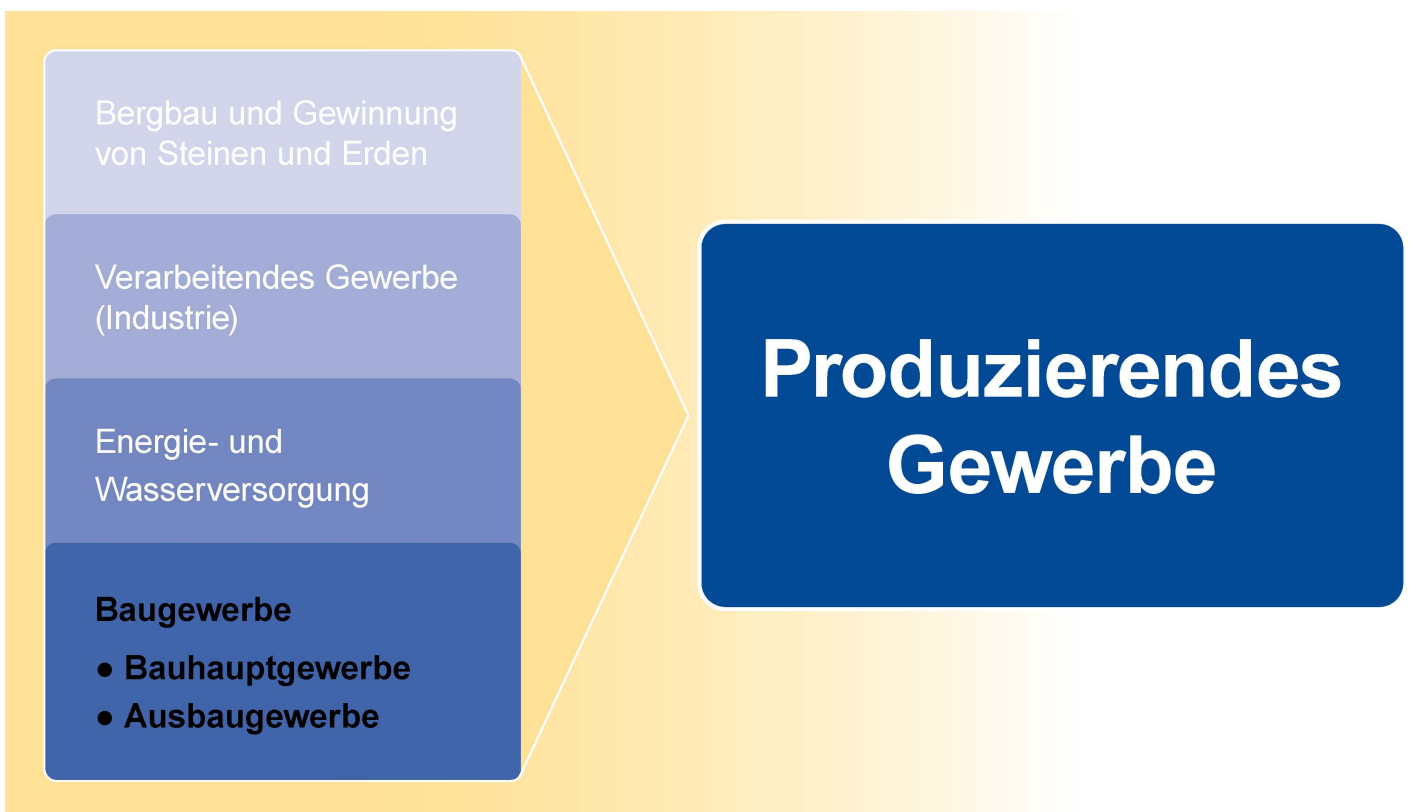 Bergbau und Gewinnung
von Steinen und Erden
Verarbeitendes Gewerbe
(Industrie)
Energie- und
Wasserversorgung
Baugewerbe
● Bauhauptgewerbe
● Ausbaugewerbe
Produzierendes
Gewerbe